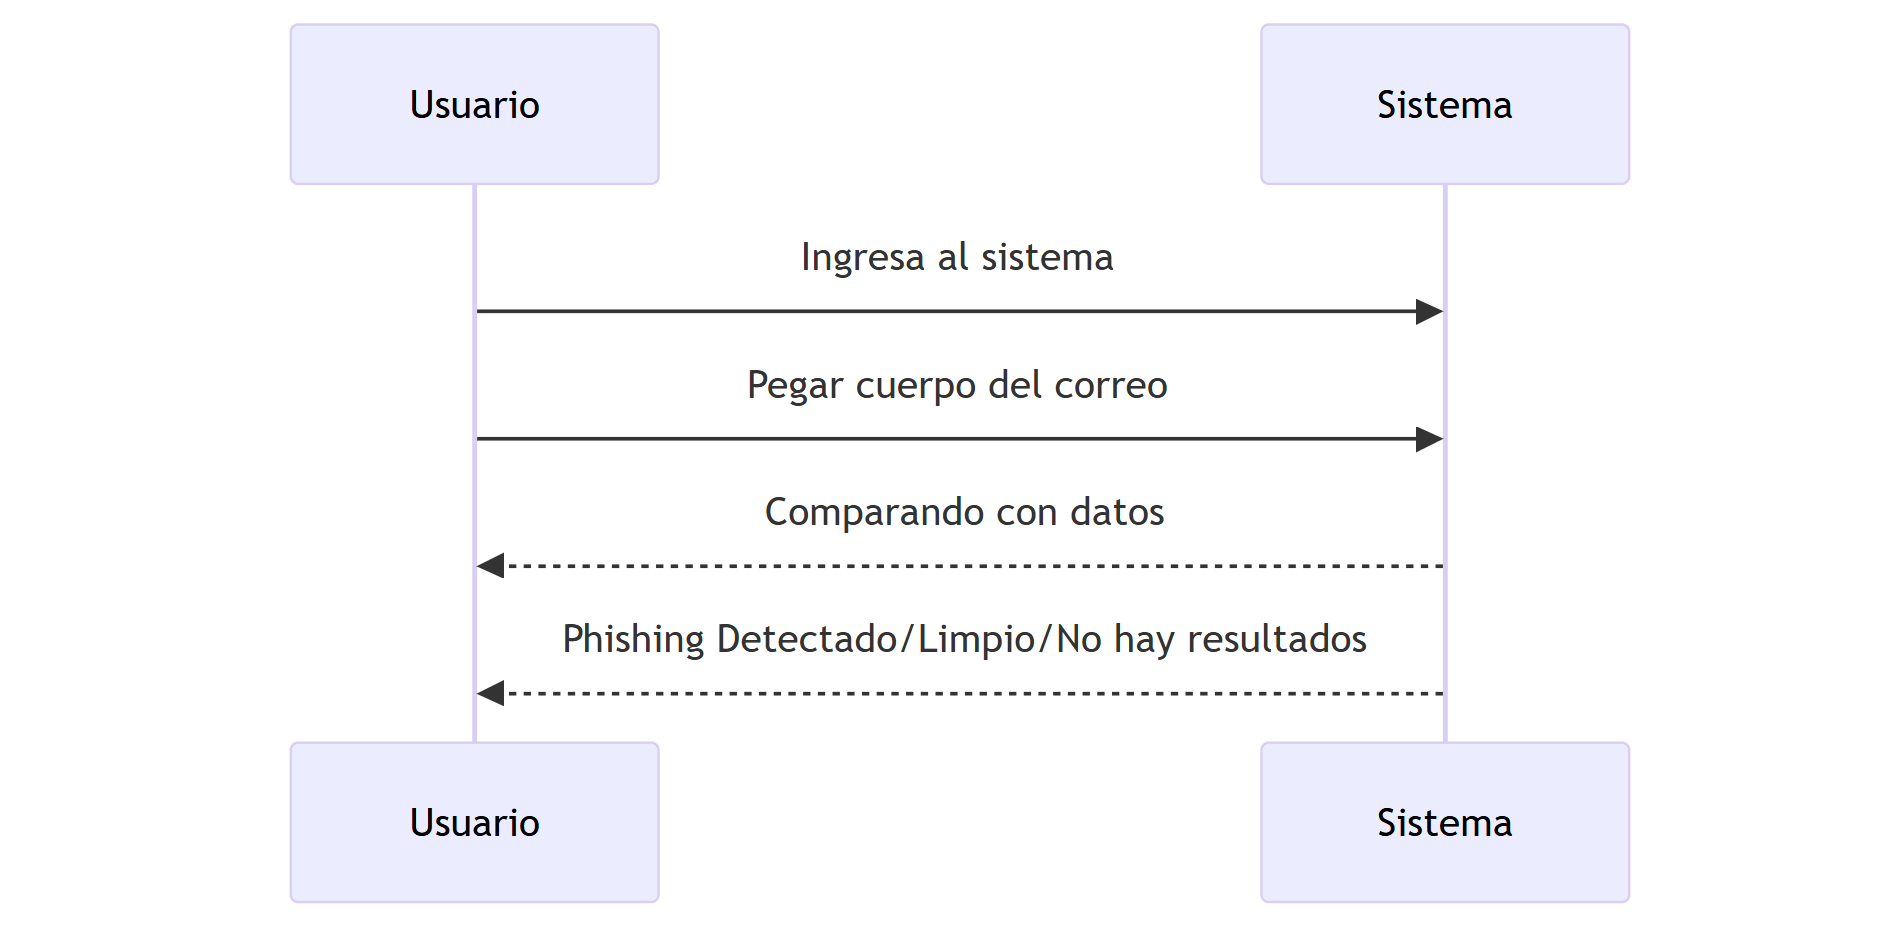 Usuario
Sistema
Ingresa al sistema
Pegar cuerpo del correo
Comparando con datos
Phishing Detectado/Limpio/No hay resultados
Usuario
Sistema